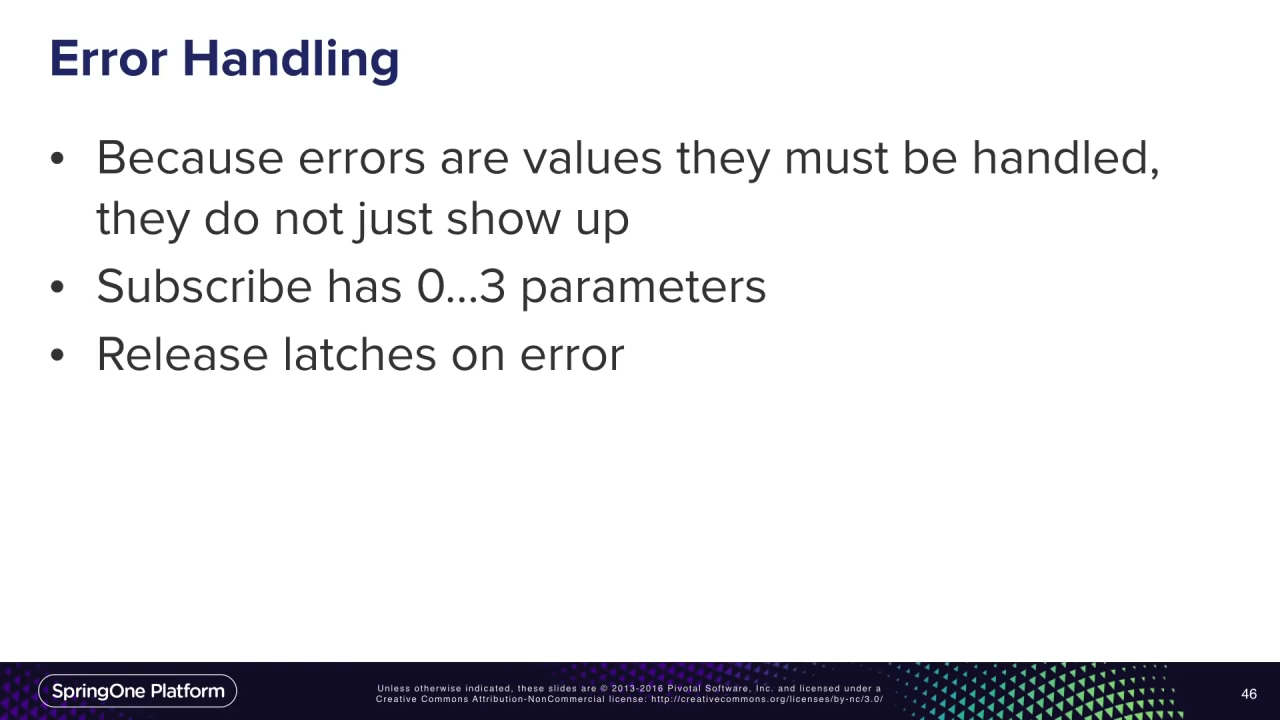 Error Handling
• Because errors are values they must be handled,
they do not just show up
• Subscribe has 0...3 parameters
• Release latches on error
SpringOne Platform
Unless otherwise indicated, these slides are © 2013-2016 Pivotal Software, Inc. and licensed under a
Creative Commons Attribution-NonCommercial license: http://creativecommons.org/licenses/by-nc/3.0/
46